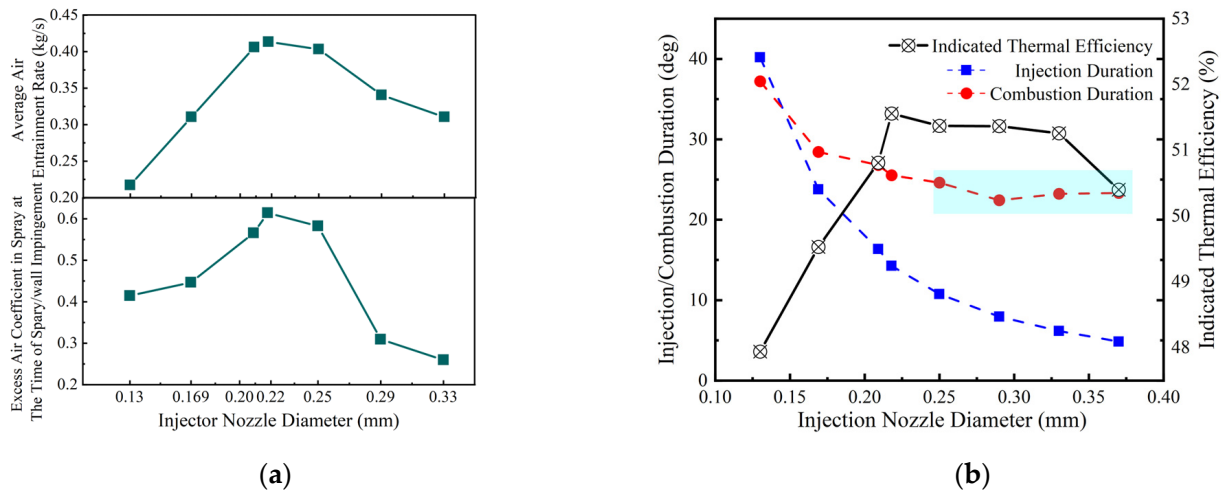 Average Air
Entrainment Rate (kg/s)
0.45
0.40
0.35
0.30
0.25
0.20
Excess Air Coefficient in Spray at
The Time of Spary/wall Impingement
0.6
0.5
0.4
0.3
0.2
0.13
0.169
0.20
0.22
0.25
0.29
0.33
Injector Nozzle Diameter (mm)
(a)
Injection/Combustion Duration (deg)
40
30
20
10
0
Indicated Thermal Efficiency
Injection Duration
Combustion Duration
53
52
51
50
49
48
Indicated Thermal Efficiency (%)
0.10
0.15
0.20
0.25
0.30
0.35
0.40
Injection Nozzle Diameter (mm)
(b)